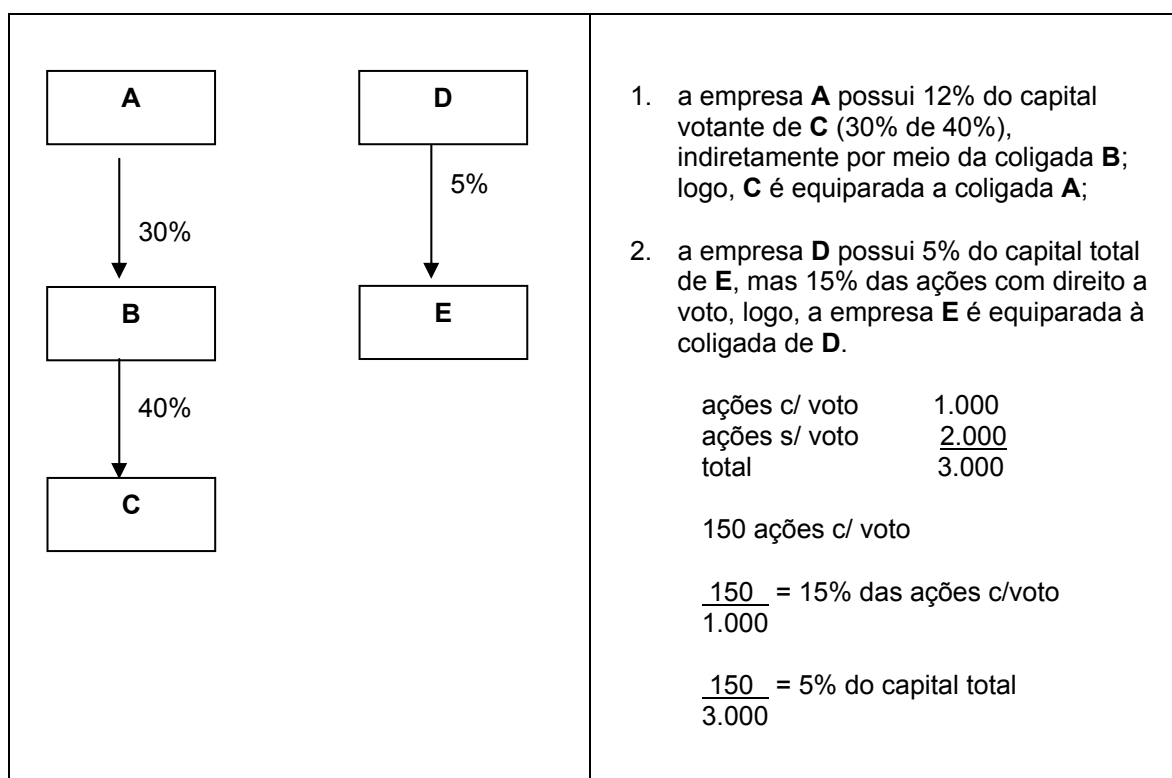 A
D
5%
30%
B
E
40%
C
1. a empresa A possui 12% do capital
votante de C (30% de 40%),
indiretamente por meio da coligada B;
logo, C é equiparada a coligada A;
2. a empresa D possui 5% do capital total
de E, mas 15% das ações com direito a
voto, logo, a empresa E é equiparada à
coligada de D.
ações c/ voto 1.000
ações s/ voto 2.000
total 3.000
150 ações c/ voto
150 = 15% das ações c/voto
1.000
150 = 5% do capital total
3.000